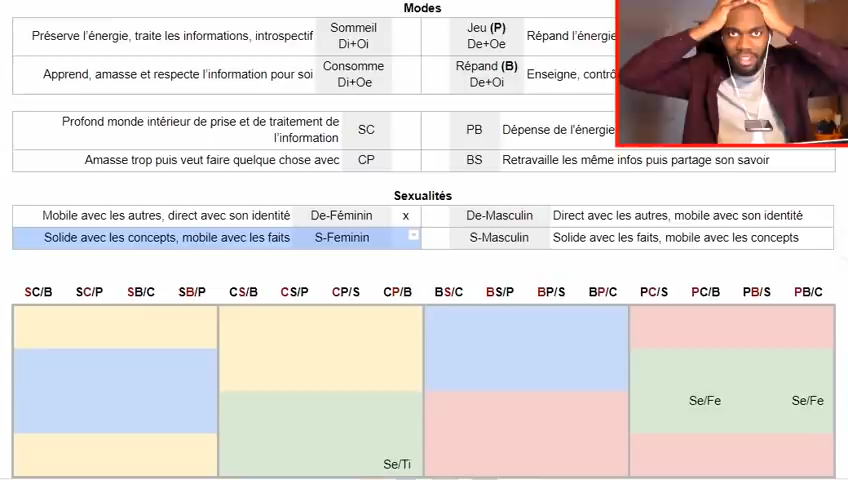 Modes
Préserve l'énergie, traite les informations, introspectif Sommeil Di+Oi Jeu (P) De+Oe Répand l'énergie
Apprend, amasse et respecte l'information pour soi Consomme Di+Oe Répand (B) De+Oi Enseigne, contrô
Profond monde intérieur de prise et de traitement de l'information SC PB Dépense de l'énergie
Amasse trop puis veut faire quelque chose avec CP BS Retravaille les même infos puis partage son savoir
Sexualités
Mobile avec les autres, direct avec son identité De-Féminin x De-Masculin Direct avec les autres, mobile avec son identité
Solide avec les concepts, mobile avec les faits S-Feminin S-Masculin Solide avec les faits, mobile avec les concepts
SC/B SC/P SB/C SB/P CS/B CS/P CP/S CP/B BS/C BS/P BP/S BP/C PC/S PC/B PB/S PB/C
Se/Fe Se/Fe
Se/Ti